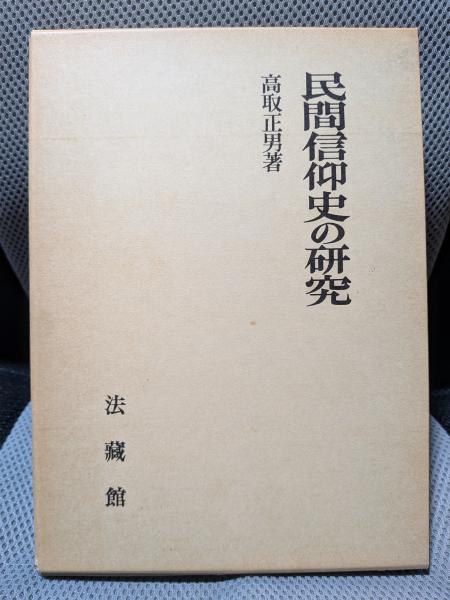 民間信仰史の研究
高取正男著
法藏館